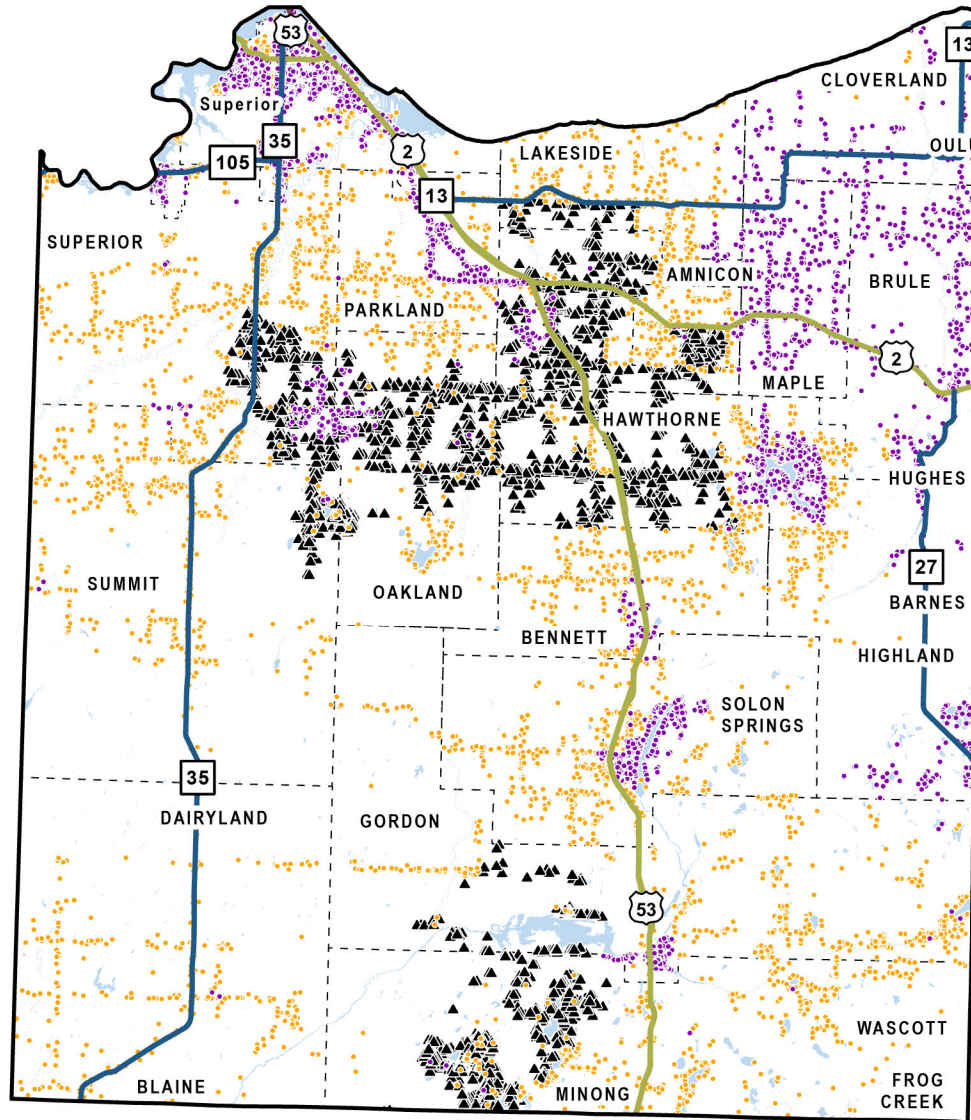 53
13
CLOVERLAND
Superior
35
2
OULU
LAKESIDE
105
13
SUPERIOR
AMNICON
BRULE
PARKLAND
2
MAPLE
HAWTHORNE
HUGHES
27
SUMMIT
OAKLAND
BARNES
BENNETT
HIGHLAND
SOLON
SPRINGS
35
DAIRYLAND
GORDON
53
WASCOTT
BLAINE
MINONG
FROG
CREEK